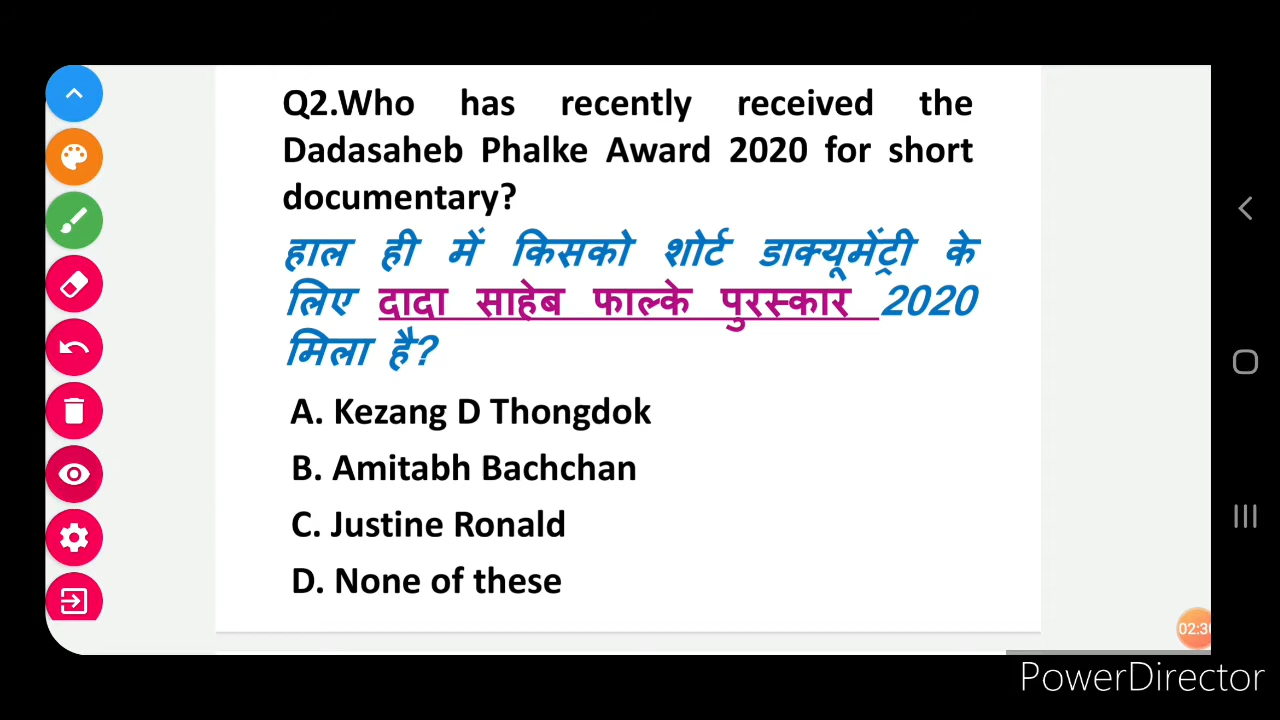 Q2.Who has recently received the
Dadasaheb Phalke Award 2020 for short
documentary?
हाल ही में किसको शोर्ट डाक्यूमेंट्री के
लिए दादा साहेब फाल्के पुरस्कार 2020
मिला है?
A. Kezang D Thongdok
B. Amitabh Bachchan
C. Justine Ronald
D. None of these
PowerDirector